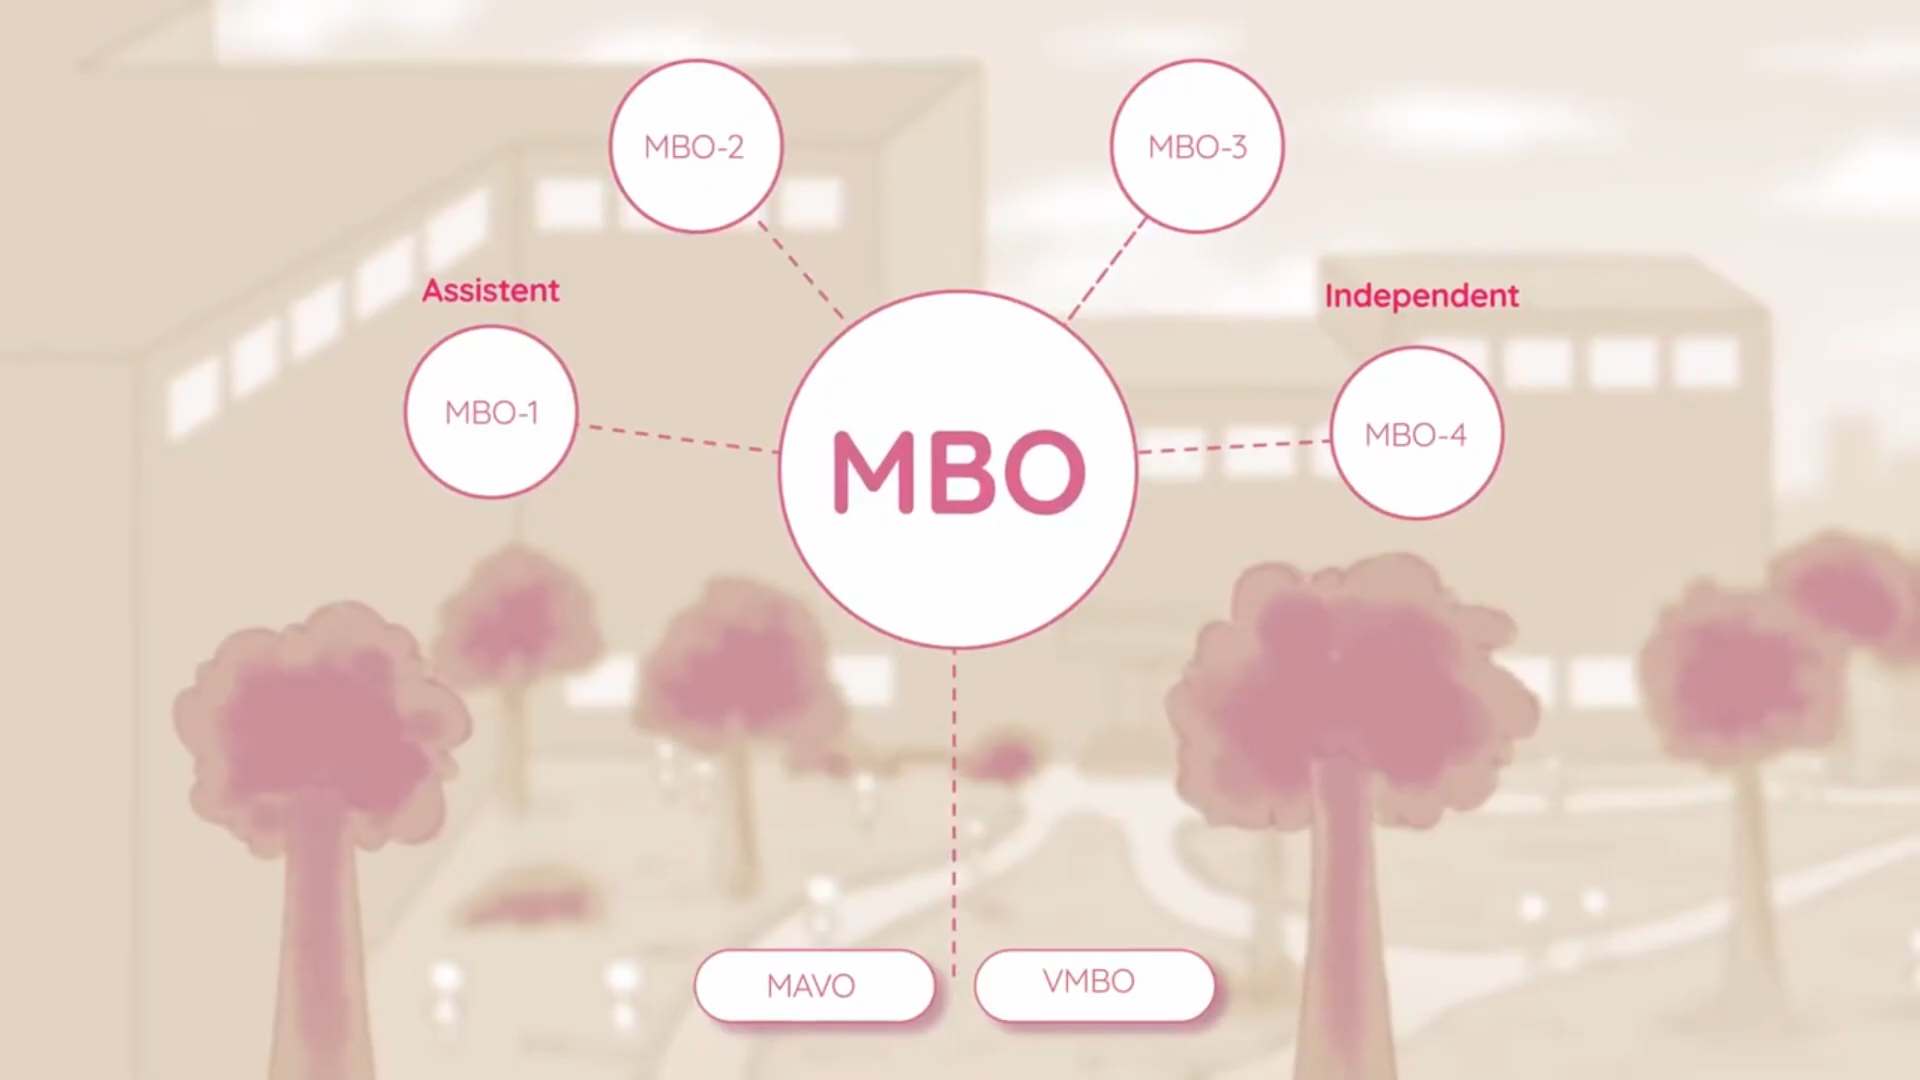 MBO-2
MBO-3
Assistent
Independent
MBO-1
MBO-4
MBO
MAVO
VMBO